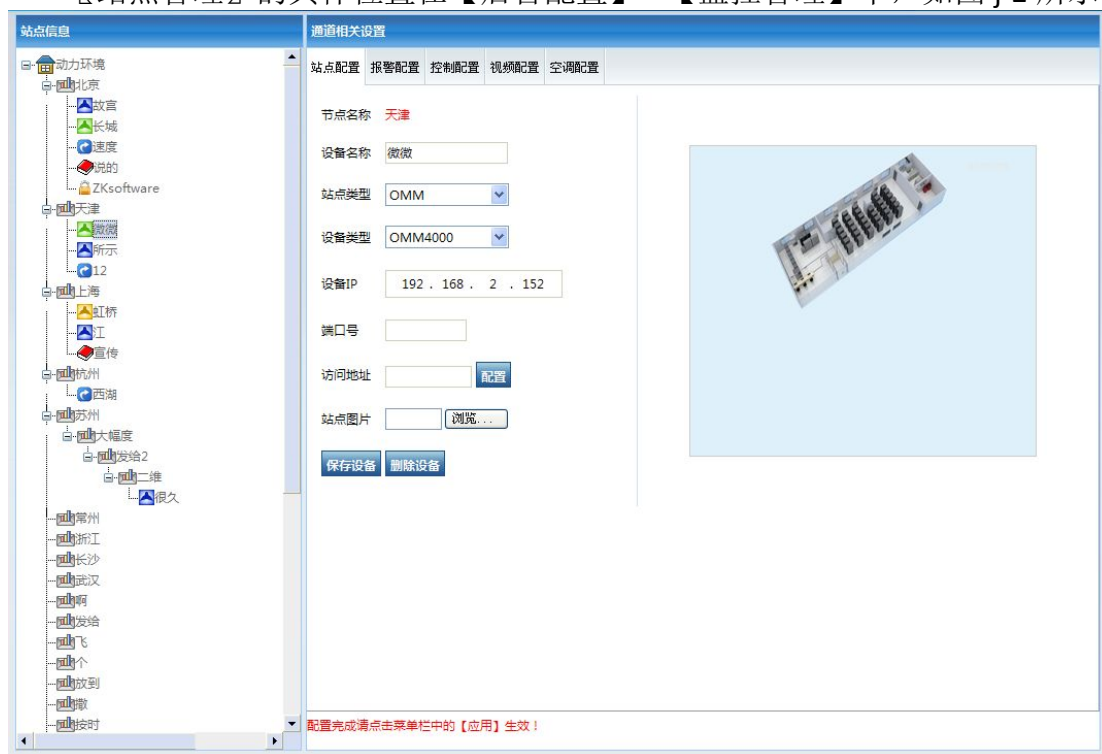 站点信息
动力环境
北京
故宫
长城
速度
说的
ZKsoftware
天津
微微
所示
12
上海
虹桥
江
宣传
杭州
西湖
苏州
大幅度
发给2
二维
很久
常州
浙江
长沙
武汉
啊
发给
飞
个
放到
撒
按时
通道相关设置
站点配置 报警配置 控制配置 视频配置 空调配置
节点名称 天津
设备名称 微微
站点类型 OMM
设备类型 OMM4000
设备IP 192 . 168 . 2 . 152
端口号
访问地址 配置
站点图片 浏览...
保存设备 删除设备
配置完成请点击菜单栏中的【应用】生效！